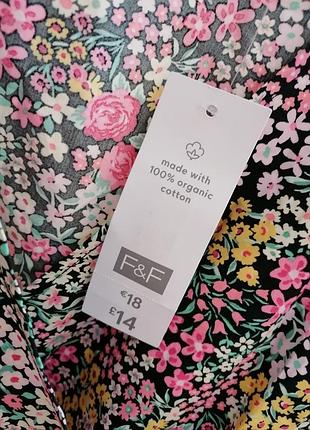 made with
100% organic
cotton
F&F
€18
£14